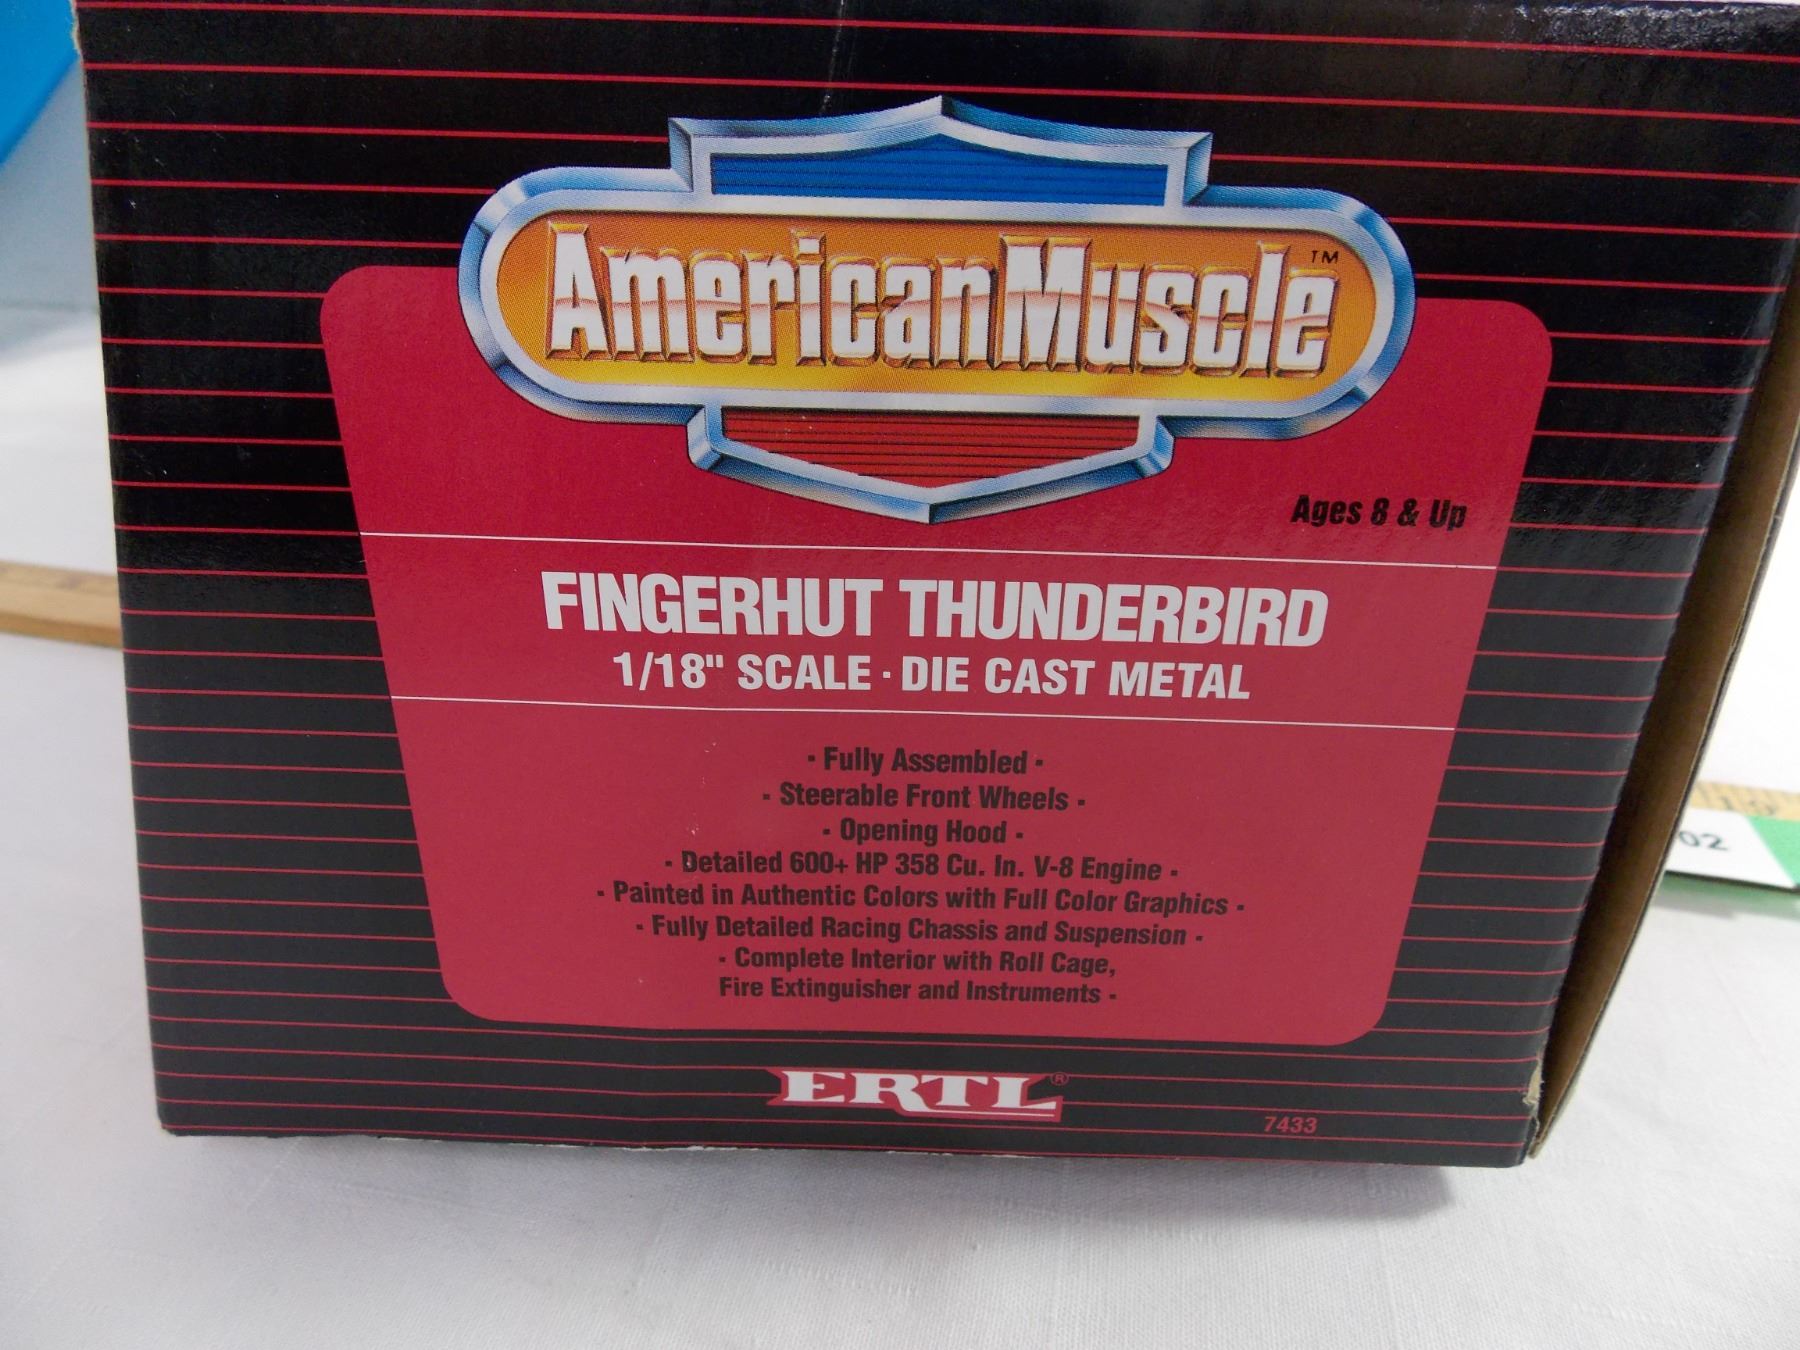 AmericanMuscle™
Ages 8 & Up
FINGERHUT THUNDERBIRD
1/18" SCALE · DIE CAST METAL
- Fully Assembled -
- Steerable Front Wheels -
- Opening Hood -
- Detailed 600+ HP 358 Cu. In. V-8 Engine -
- Painted in Authentic Colors with Full Color Graphics -
- Fully Detailed Racing Chassis and Suspension -
- Complete Interior with Roll Cage,
Fire Extinguisher and Instruments -
ERTL®
7433
02